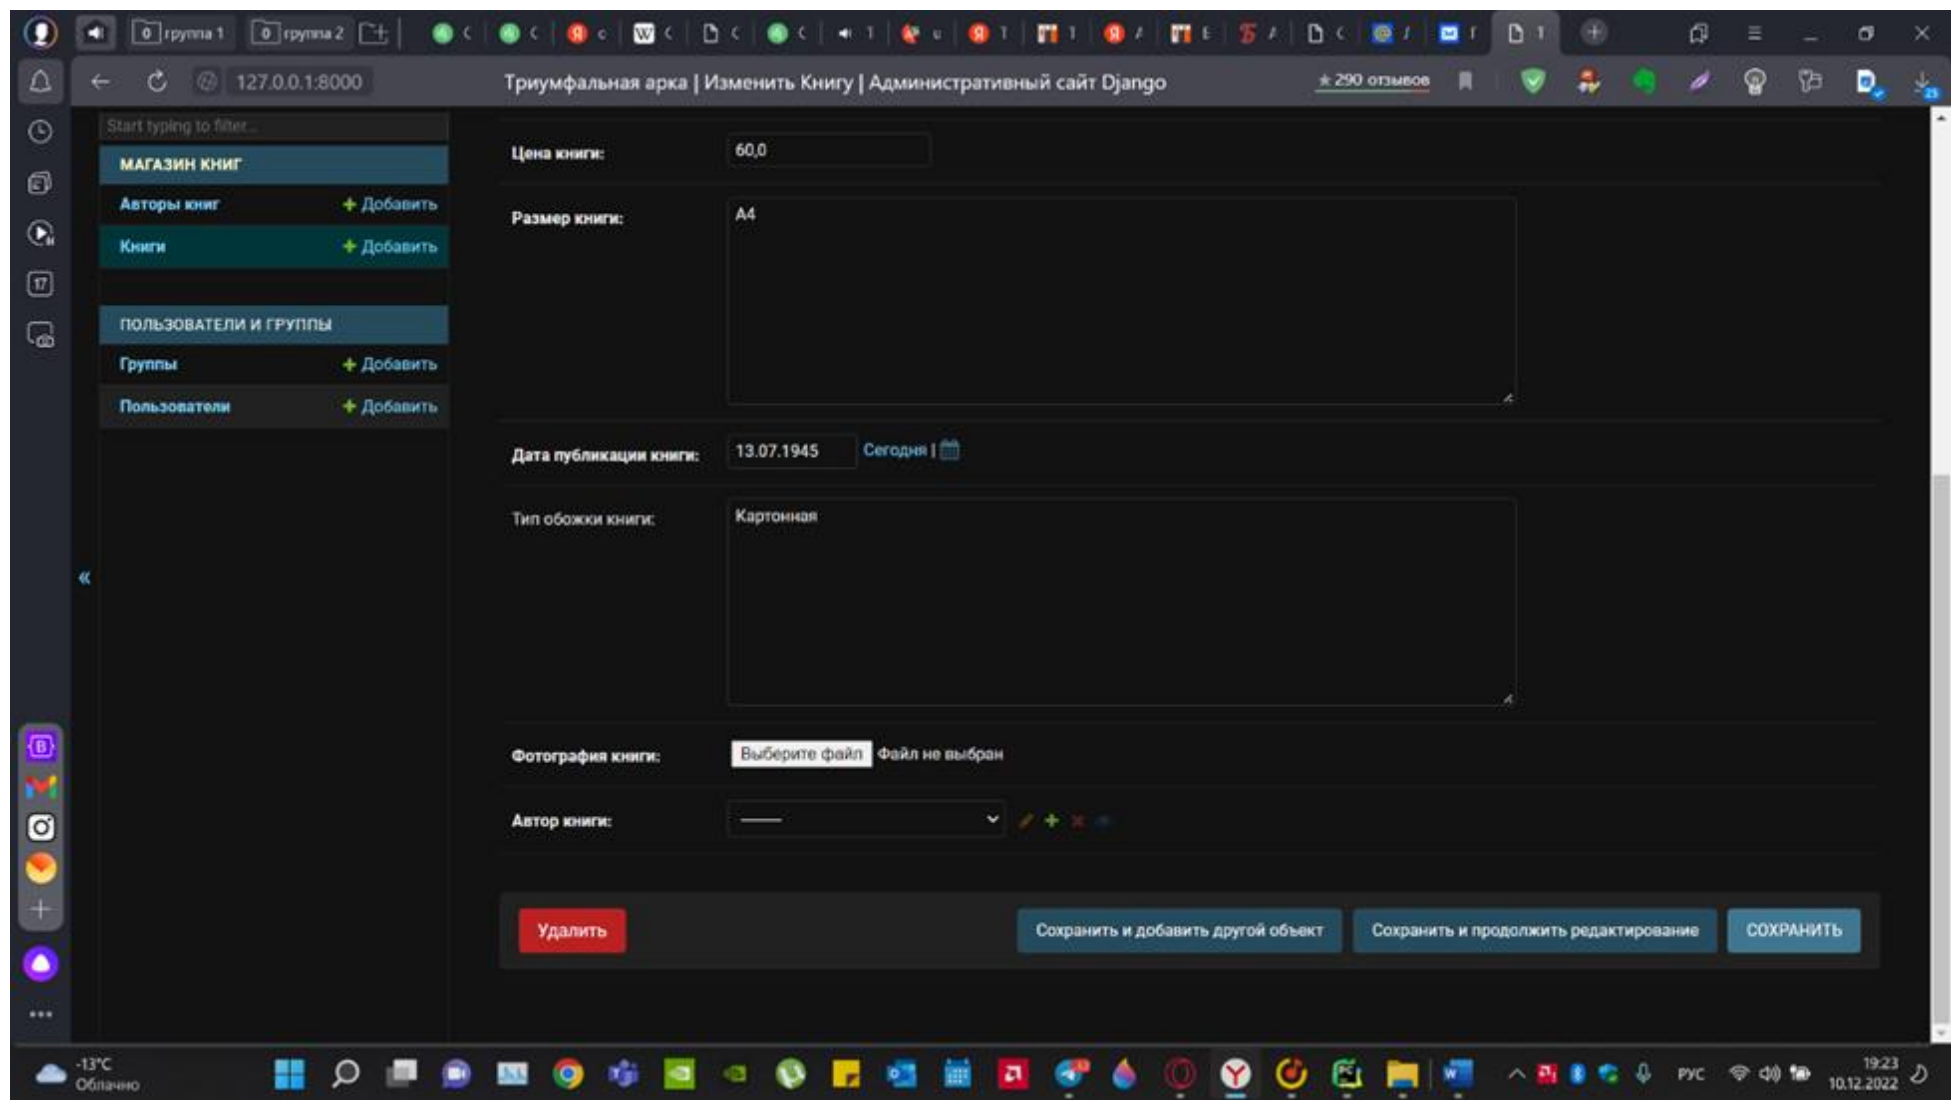 0 группа 1
0 группа 2
127.0.0.1:8000
Триумфальная арка | Изменить Книгу | Административный сайт Django
290 отзывов
Start typing to filter...
МАГАЗИН КНИГ
Авторы книг
Добавить
Книги
Добавить
ПОЛЬЗОВАТЕЛИ И ГРУППЫ
Группы
Добавить
Пользователи
Добавить
Цена книги:
60,0
Размер книги:
A4
Дата публикации книги:
13.07.1945
Сегодня |
Тип обожки книги:
Картонная
Фотография книги:
Выберите файл
Файл не выбран
Автор книги:
Удалить
Сохранить и добавить другой объект
Сохранить и продолжить редактирование
СОХРАНИТЬ
17
-13°C
Облачно
РУС
19:23
10.12.2022